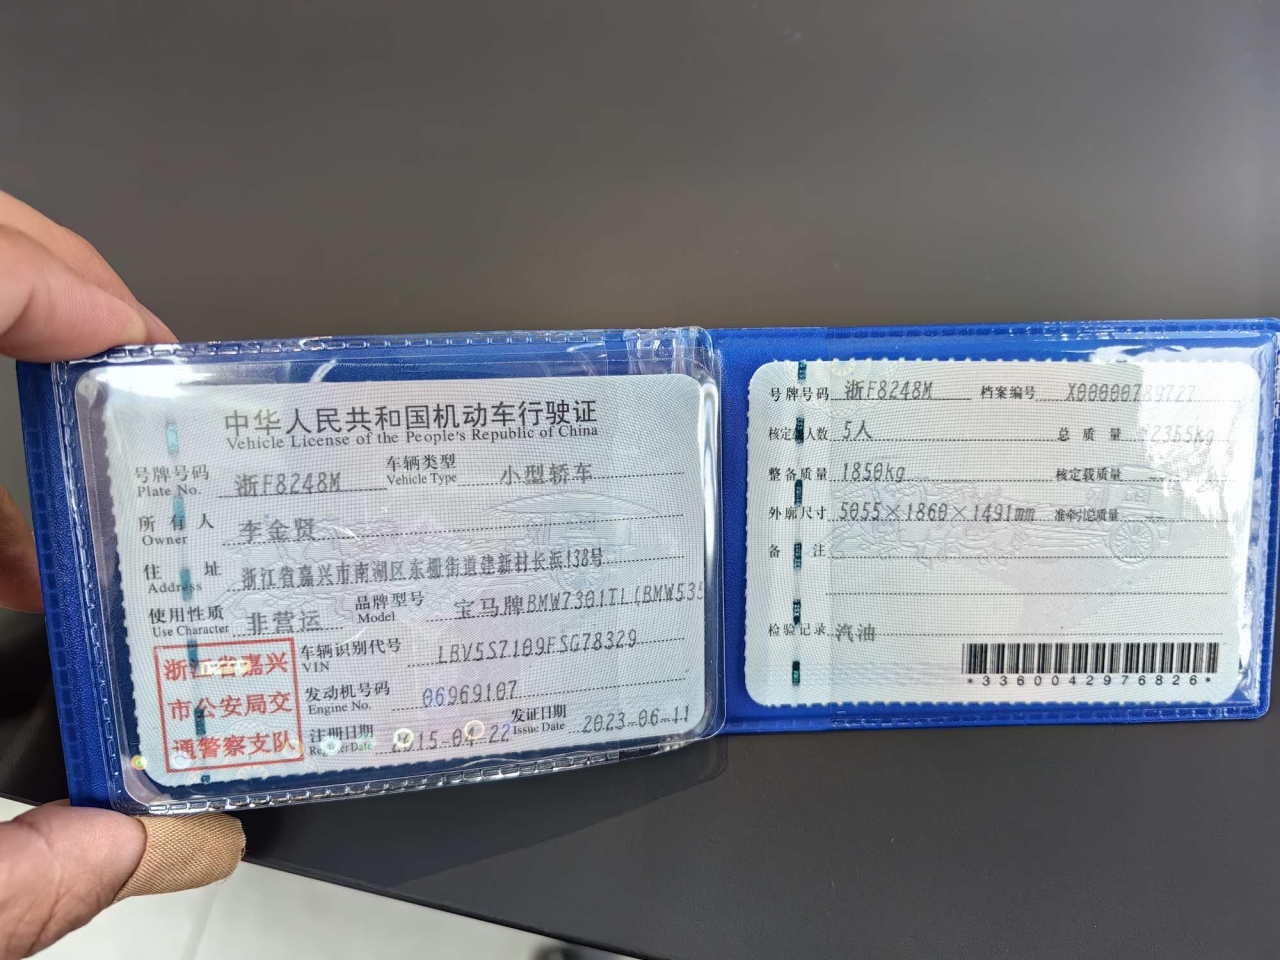 中华人民共和国机动车行驶证
Vehicle License of the People's Republic of China
号牌号码 浙F8248M 车辆类型 小型轿车
Plate No. Vehicle Type
所有人 李金贤
Owner
住址 浙江省嘉兴市南湖区东栅街道建新村长浜138号
Address
使用性质 非营运 品牌型号 宝马牌BMW7301TL(BMW535
Use Character Model
浙江省嘉兴
市公安局交
通警察支队
车辆识别代号 LBV5S7109FSG78329
VIN
发动机号码 06969107
Engine No.
注册日期 2015-04-22 发证日期 2023-06-11
Register Date Issue Date
号牌号码 浙F8248M 档案编号 X00000789727
核定载人数 5人 总质量 2355kg
整备质量 1850kg 核定载质量
外廓尺寸 5055×1860×1491mm 准牵引总质量
备注
检验记录 汽油
*3360042976826*